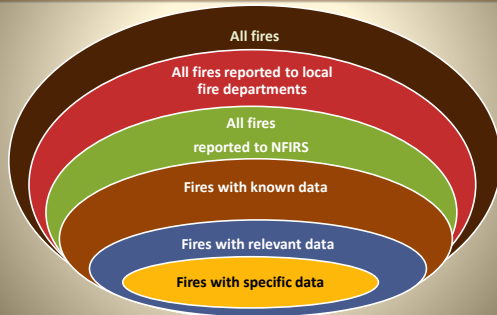 All fires
All fires reported to local
fire departments
All fires
reported to NFIRS
Fires with known data
Fires with relevant data
Fires with specific data